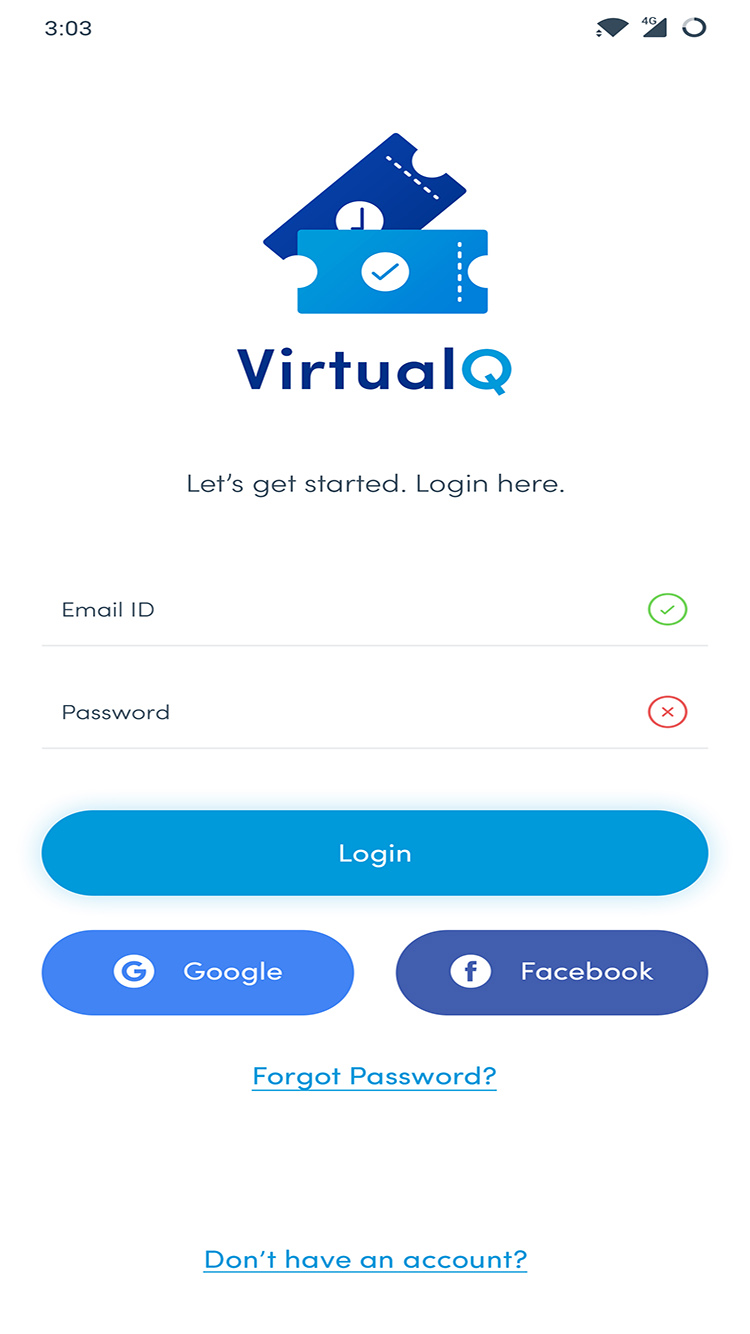 3:03
4G
VirtualQ
Let’s get started. Login here.
Email ID
Password
Login
G Google
f Facebook
Forgot Password?
Don’t have an account?